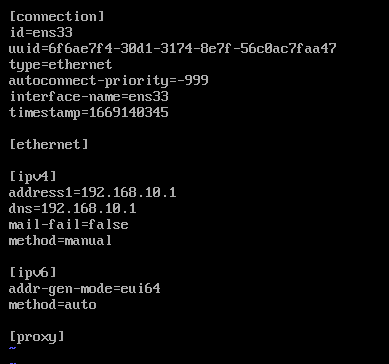 [connection]
id=ens33
uuid=6f6ae7f4-30d1-3174-8e7f-56c0ac7faa47
type=ethernet
autoconnect-priority=-999
interface-name=ens33
timestamp=1669140345
[ethernet]
[ipv4]
address1=192.168.10.1
dns=192.168.10.1
mail-fail=false
method=manual
[ipv6]
addr-gen-mode=eui64
method=auto
[proxy]
~
~